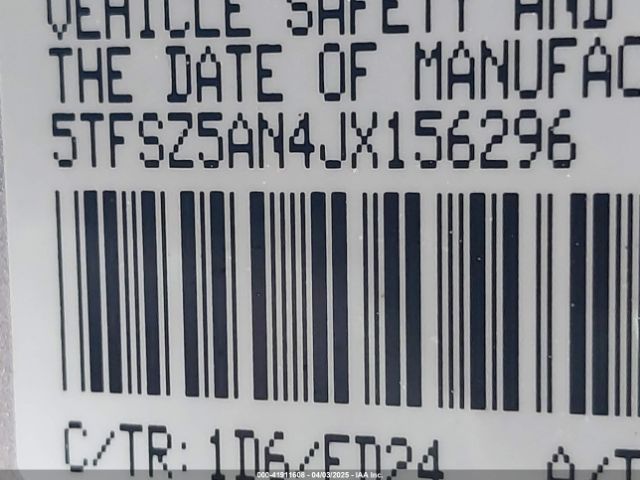 VEHICLE SAFETY AND
THE DATE OF MANUFAC
5TFSZ5AN4JX156296
C/TR: 1D6/FD24 A/T
000-41911608 - 04/03/2025 - IAA Inc.